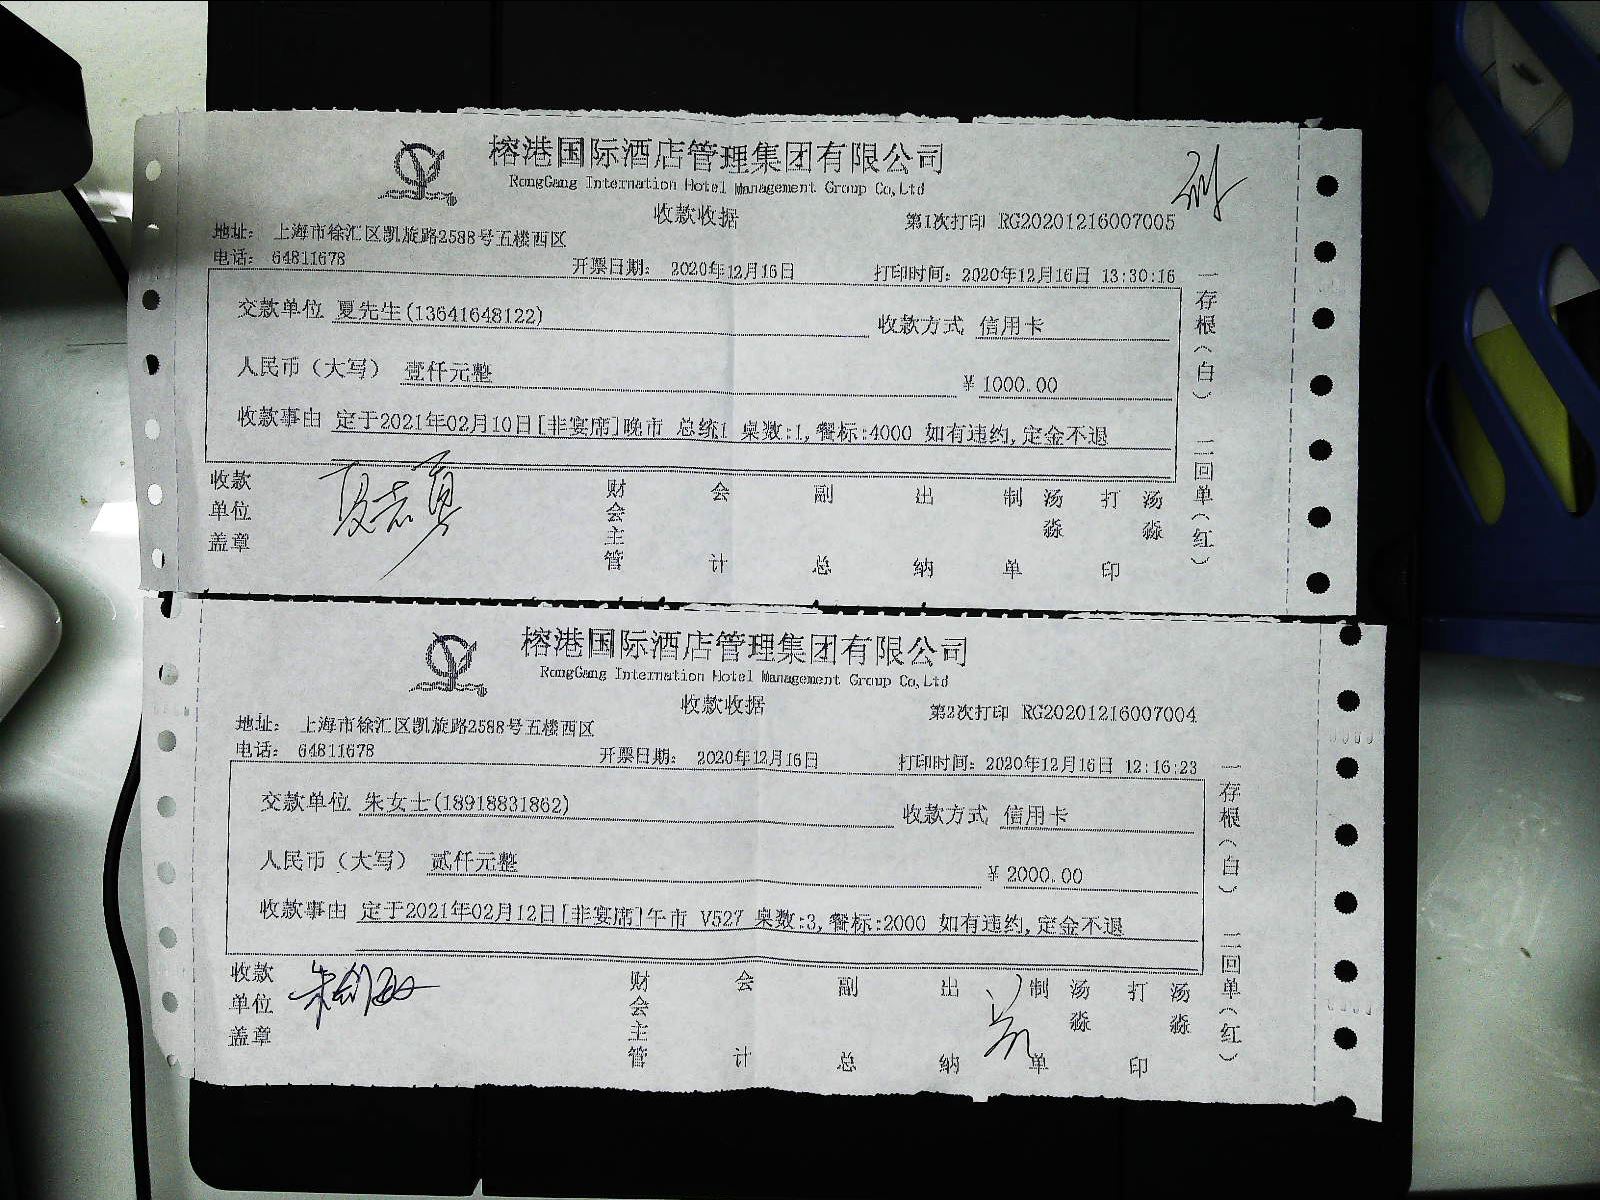 榕港国际酒店管理集团有限公司
RongGang Internation Hotel Management Group Co,Ltd
收款收据
第1次打印 RG20201216007005
地址： 上海市徐汇区凯旋路2588号五楼西区
电话： 64811678
开票日期： 2020年12月16日
打印时间：2020年12月16日 13:30:16
交款单位 夏先生(13641648122)
收款方式 信用卡
人民币（大写） 壹仟元整
¥ 1000.00
收款事由 定于2021年02月10日[非宴席]晚市 总统1 桌数:1,餐标:4000 如有违约,定金不退
收款单位盖章
夏志勇
财会主管 会计 副总 出纳 制单 汤淼 打印 汤淼
一存根（白） 二回单（红）
榕港国际酒店管理集团有限公司
RongGang Internation Hotel Management Group Co,Ltd
收款收据
第2次打印 RG20201216007004
地址： 上海市徐汇区凯旋路2588号五楼西区
电话： 64811678
开票日期： 2020年12月16日
打印时间：2020年12月16日 12:16:23
交款单位 朱女士(18918831862)
收款方式 信用卡
人民币（大写） 贰仟元整
¥ 2000.00
收款事由 定于2021年02月12日[非宴席]午市 V527 桌数:3,餐标:2000 如有违约,定金不退
收款单位盖章
财会主管 会计 副总 出纳 制单 汤淼 打印 汤淼
一存根（白） 二回单（红）